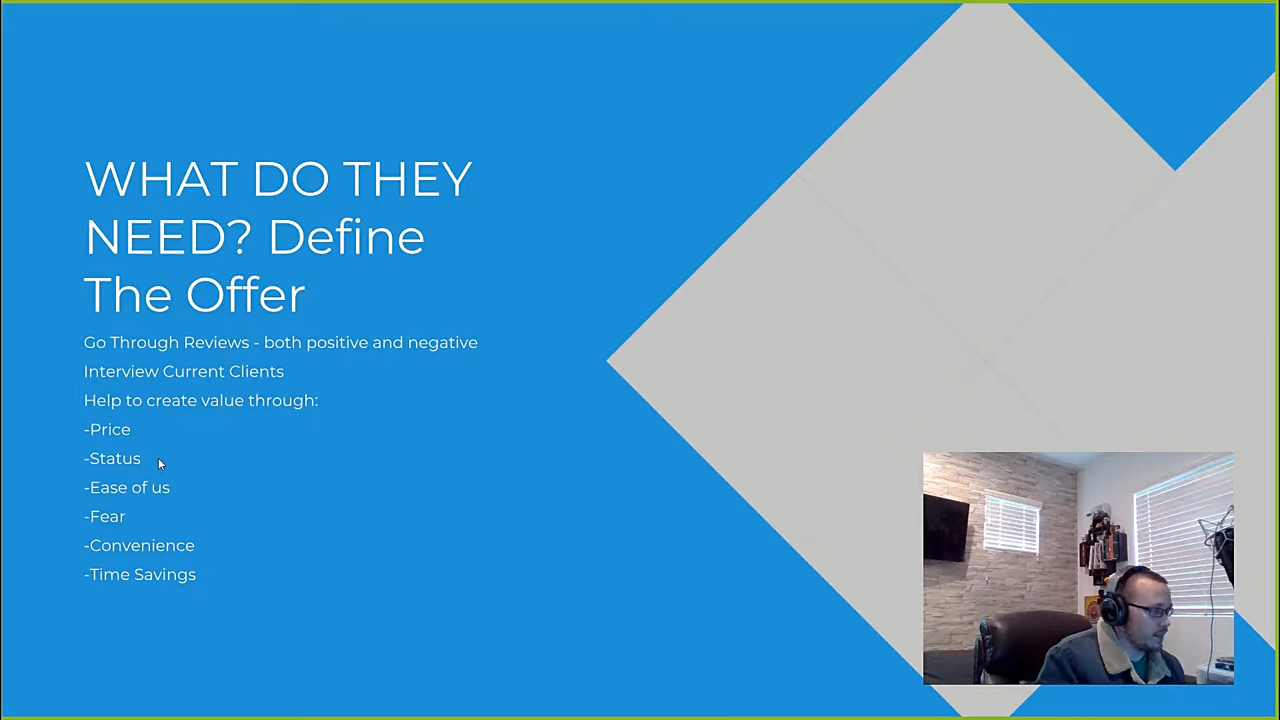 WHAT DO THEY
NEED? Define
The Offer
Go Through Reviews - both positive and negative
Interview Current Clients
Help to create value through:
-Price
-Status
-Ease of us
-Fear
-Convenience
-Time Savings